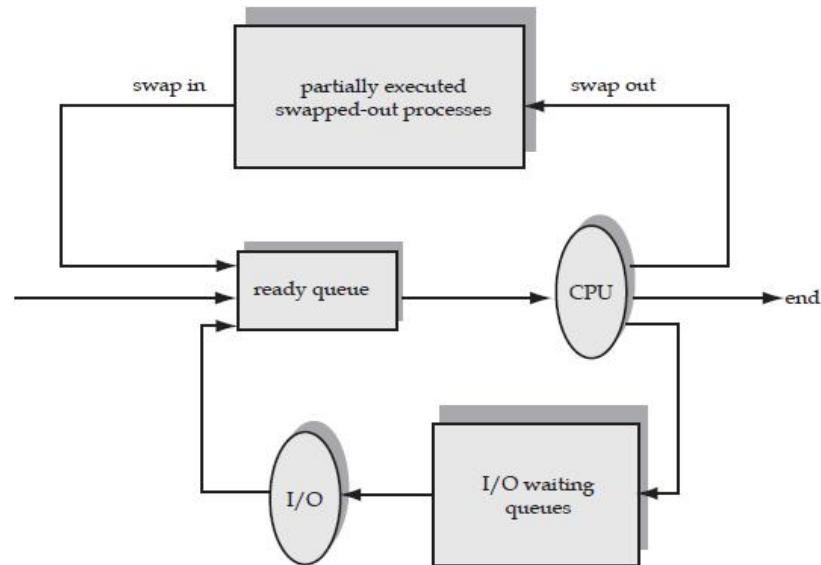 swap in
partially executed
swapped-out processes
swap out
ready queue
CPU
end
I/O
I/O waiting
queues